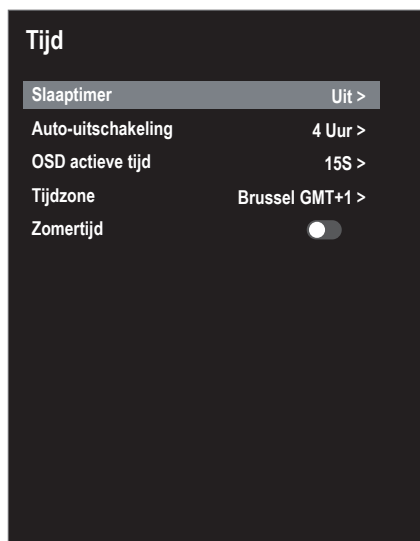 Tijd
Slaaptimer Uit >
Auto-uitschakeling 4 Uur >
OSD actieve tijd 15S >
Tijdzone Brussel GMT+1 >
Zomertijd